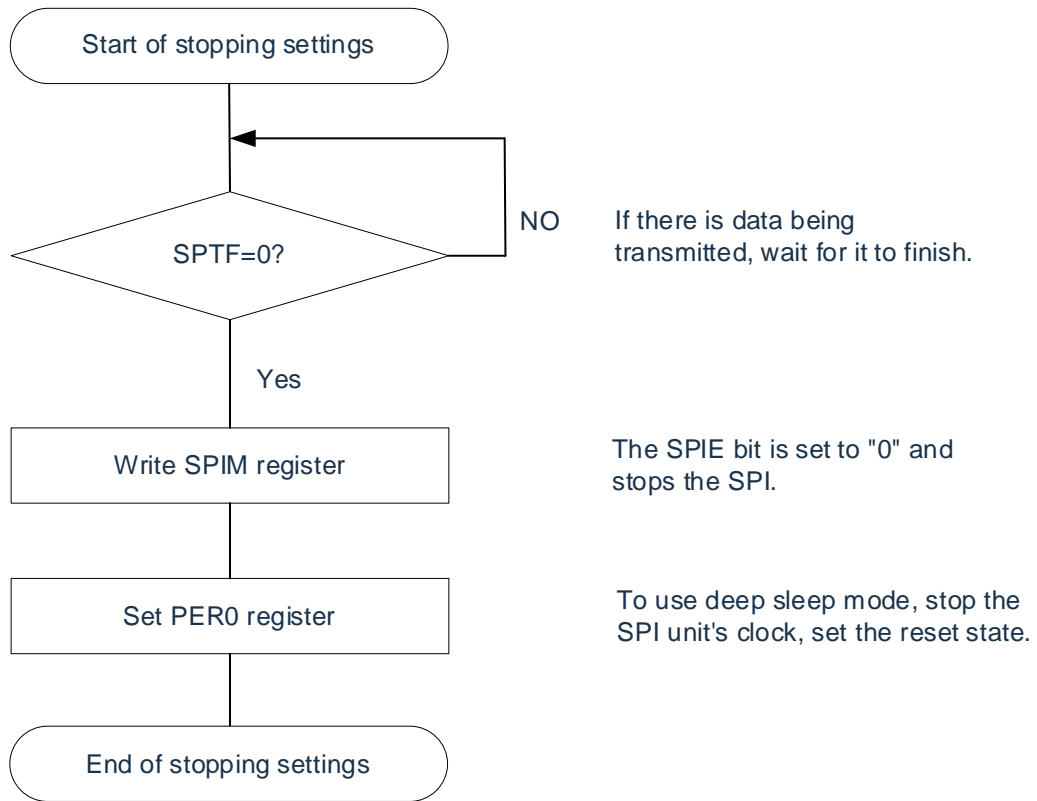 Start of stopping settings
SPTF=0?
NO
If there is data being
transmitted, wait for it to finish.
Yes
Write SPIM register
The SPIE bit is set to "0" and
stops the SPI.
Set PER0 register
To use deep sleep mode, stop the
SPI unit's clock, set the reset state.
End of stopping settings